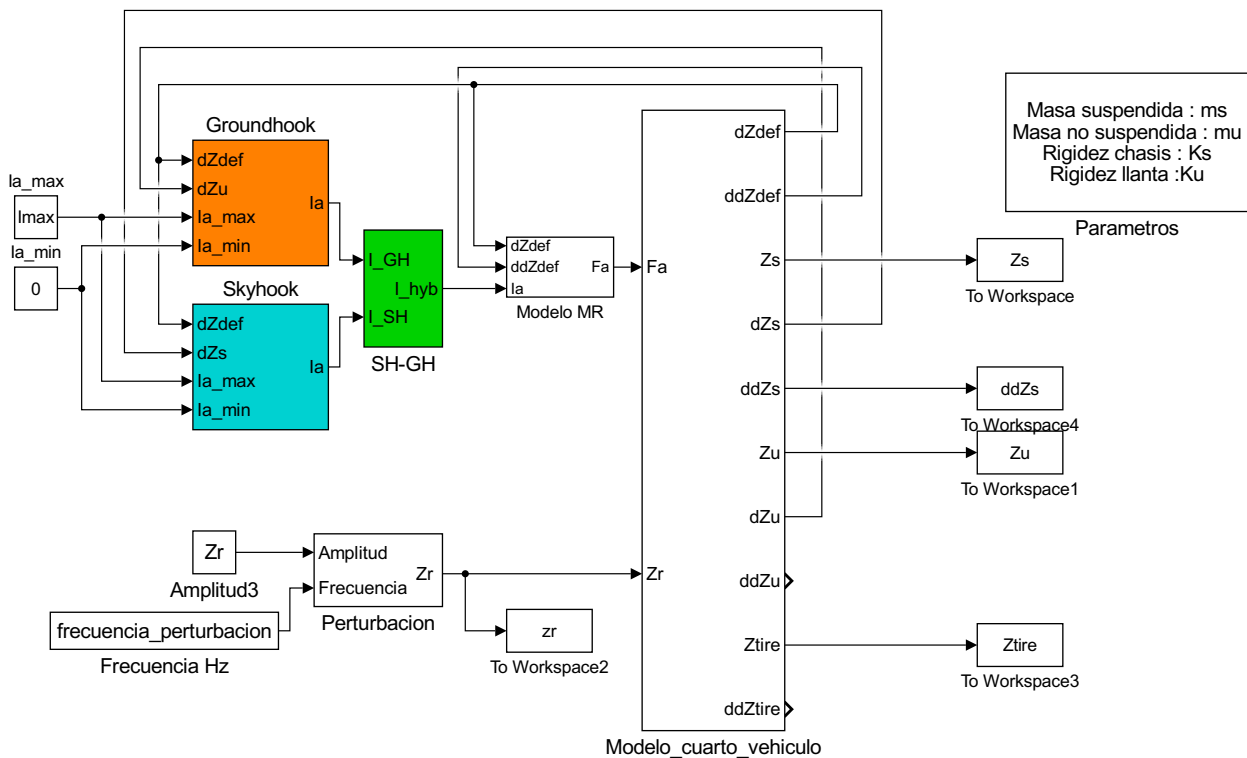 Groundhook
dZdef
dZu
Ia_max
Ia_min
Ia
Ia_max
Imax
Ia_min
0
Skyhook
dZdef
dZs
Ia_max
Ia_min
Ia
I_GH
I_hyb
I_SH
SH-GH
dZdef
ddZdef
Ia
Fa
Modelo MR
Fa
Zr
dZdef
ddZdef
Zs
dZs
ddZs
Zu
dZu
ddZu
Ztire
ddZtire
Modelo_cuarto_vehiculo
Masa suspendida : ms
Masa no suspendida : mu
Rigidez chasis : Ks
Rigidez llanta :Ku
Parametros
Zs
To Workspace
ddZs
To Workspace4
Zu
To Workspace1
Ztire
To Workspace3
Zr
Amplitud3
frecuencia_perturbacion
Frecuencia Hz
Amplitud
Frecuencia
Zr
Perturbacion
zr
To Workspace2